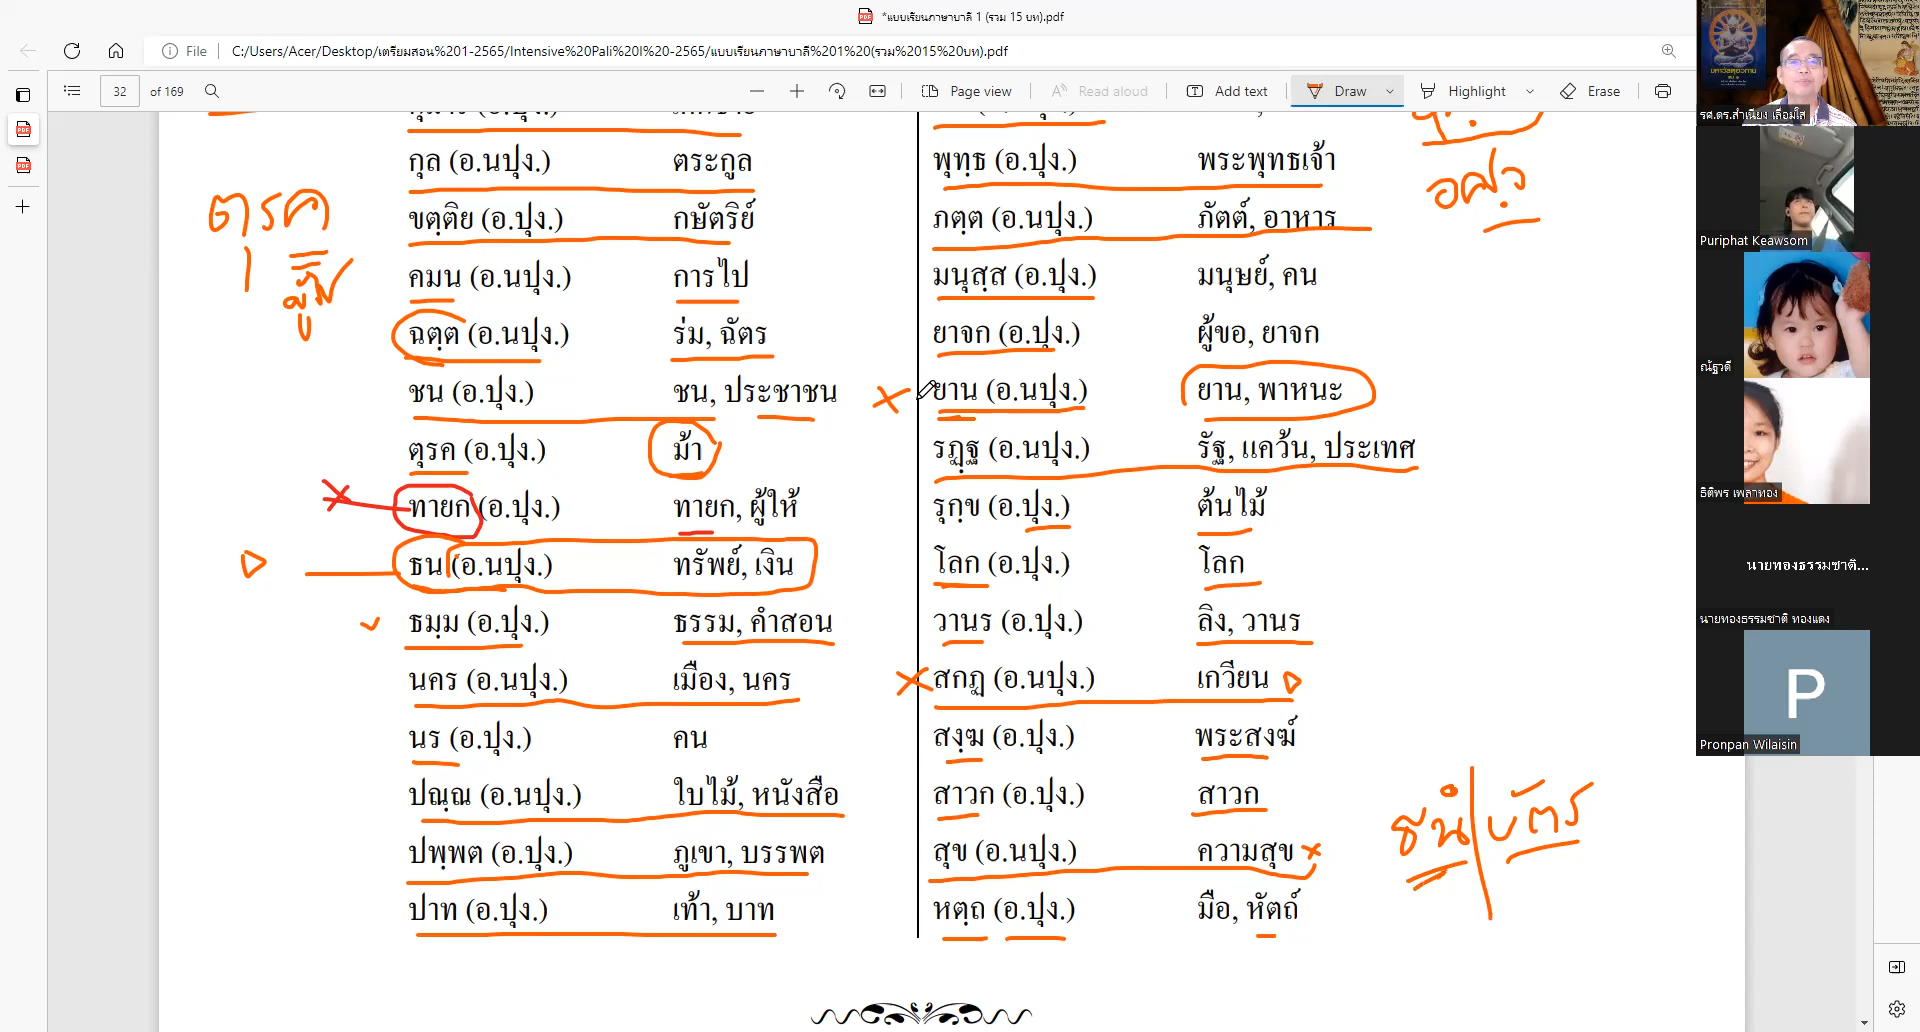 *แบบเรียนภาษาบาลี 1 (รวม 15 บท).pdf
File C:/Users/Acer/Desktop/เตรียมสอน%201-2565/Intensive%20Pali%20I%20-2565/แบบเรียนภาษาบาลี%201%20(รวม%2015%20บท).pdf
32 of 169 Page view Read aloud Add text Draw Highlight Erase
กุล (อ.นปุง.) ตระกูล
ขตฺติย (อ.ปุง.) กษัตริย์
คมน (อ.นปุง.) การไป
ฉตฺต (อ.นปุง.) ร่ม, ฉัตร
ชน (อ.ปุง.) ชน, ประชาชน
ตุรค (อ.ปุง.) ม้า
ทายก (อ.ปุง.) ทายก, ผู้ให้
ธน (อ.นปุง.) ทรัพย์, เงิน
ธมฺม (อ.ปุง.) ธรรม, คำสอน
นคร (อ.นปุง.) เมือง, นคร
นร (อ.ปุง.) คน
ปณฺณ (อ.นปุง.) ใบไม้, หนังสือ
ปพฺพต (อ.ปุง.) ภูเขา, บรรพต
ปาท (อ.ปุง.) เท้า, บาท
พุทฺธ (อ.ปุง.) พระพุทธเจ้า
ภตฺต (อ.นปุง.) ภัตต์, อาหาร
มนุสฺส (อ.ปุง.) มนุษย์, คน
ยาจก (อ.ปุง.) ผู้ขอ, ยาจก
ยาน (อ.นปุง.) ยาน, พาหนะ
รฏฺฐ (อ.นปุง.) รัฐ, แคว้น, ประเทศ
รุกฺข (อ.ปุง.) ต้นไม้
โลก (อ.ปุง.) โลก
วานร (อ.ปุง.) ลิง, วานร
สกฏ (อ.นปุง.) เกวียน
สงฺฆ (อ.ปุง.) พระสงฆ์
สาวก (อ.ปุง.) สาวก
สุข (อ.นปุง.) ความสุข
หตฺถ (อ.ปุง.) มือ, หัตถ์
ตุรค
อศฺว
ธนํ บัตร
รศ.ดร.สำเนียง เลื่อมใส
Puriphat Keawsom
ณัฐวดี
ธิติพร เพลาทอง
นายทองธรรมชาติ...
นายทองธรรมชาติ ทองแดง
P
Pronpan Wilaisin